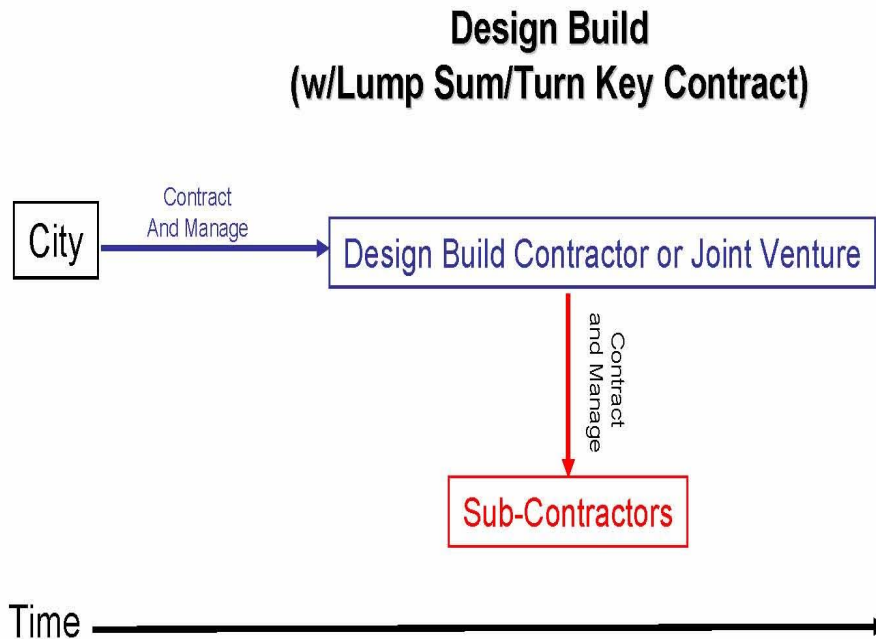 Design Build
(w/Lump Sum/Turn Key Contract)
Contract
And Manage
City
Design Build Contractor or Joint Venture
Contract
and Manage
Sub-Contractors
Time